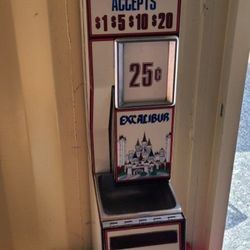 ACCEPTS
$1 $5 $10 $20
25¢
EXCALIBUR